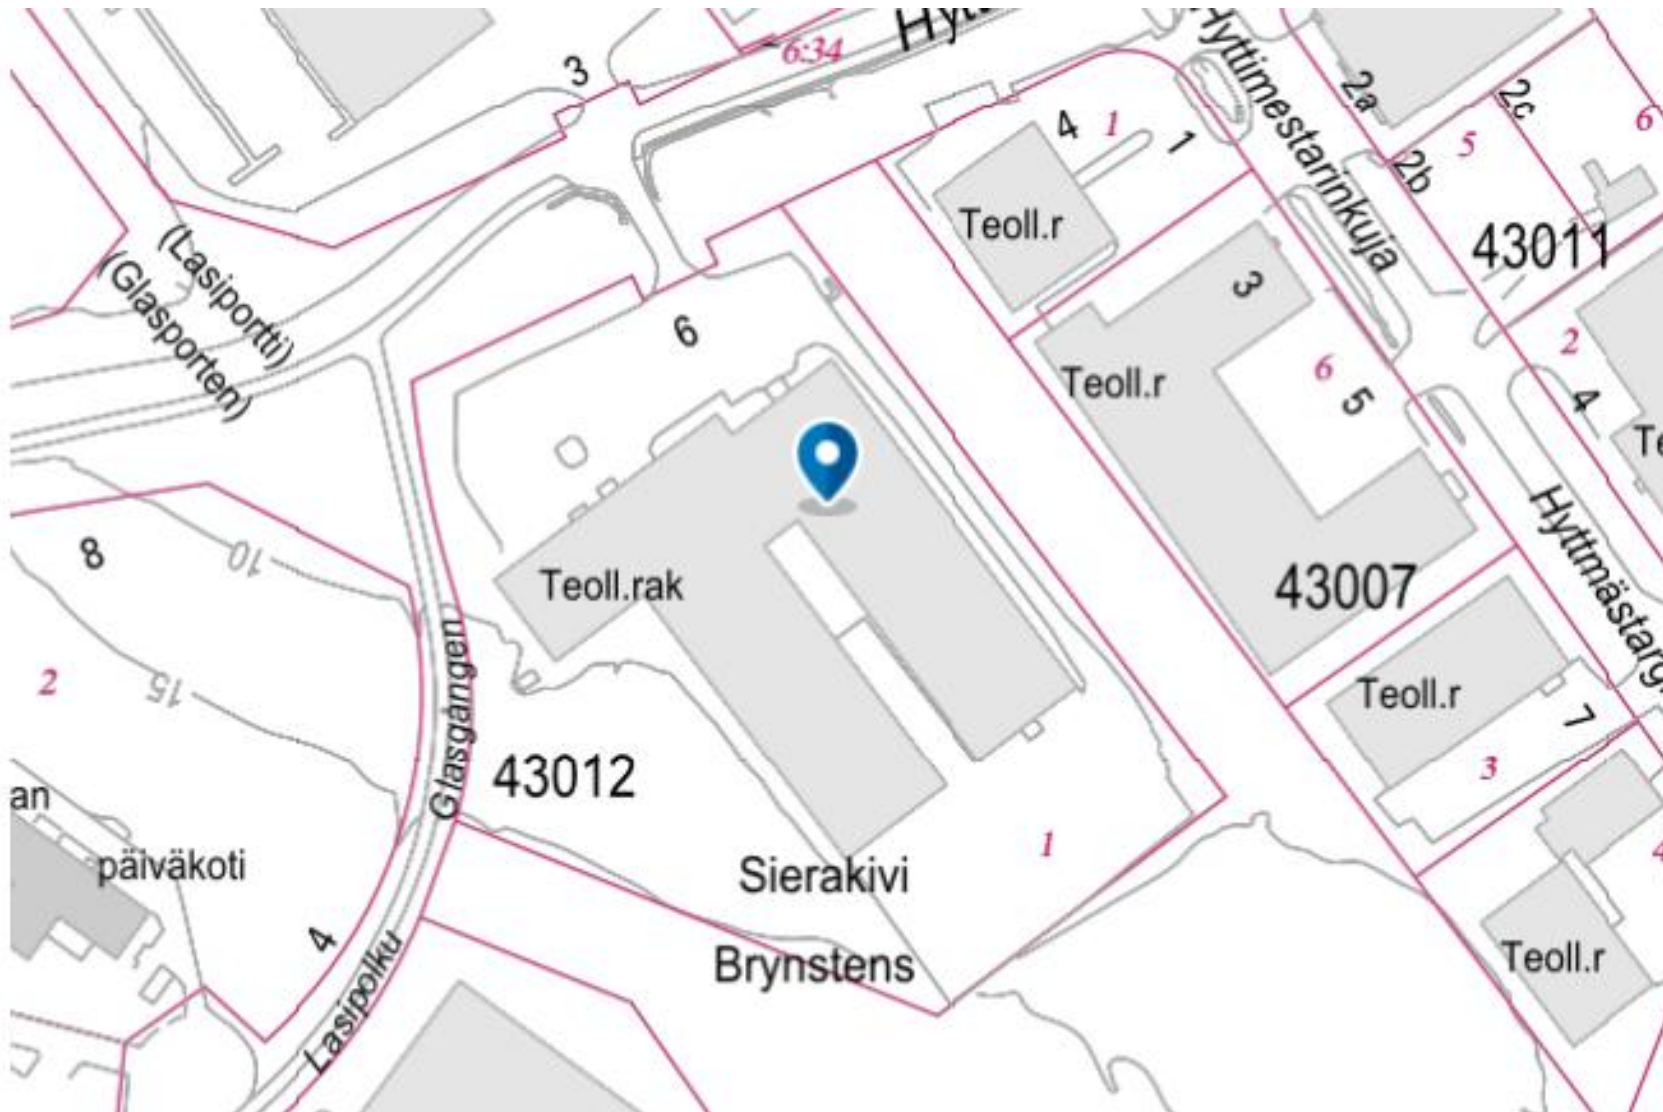 6:34
3
Hyttimestarinkuja
2a
2c
6
4
1
1
5
2b
Teoll.r
43011
(Lasiportti)
(Glasporten)
3
6
2
Teoll.r
6
5
4
8
10
Teoll.rak
43007
2
15
Glasgången
Teoll.r
7
43012
3
an
päiväkoti
1
Sierakivi
4
4
Brynstens
Teoll.r
Lasipolku